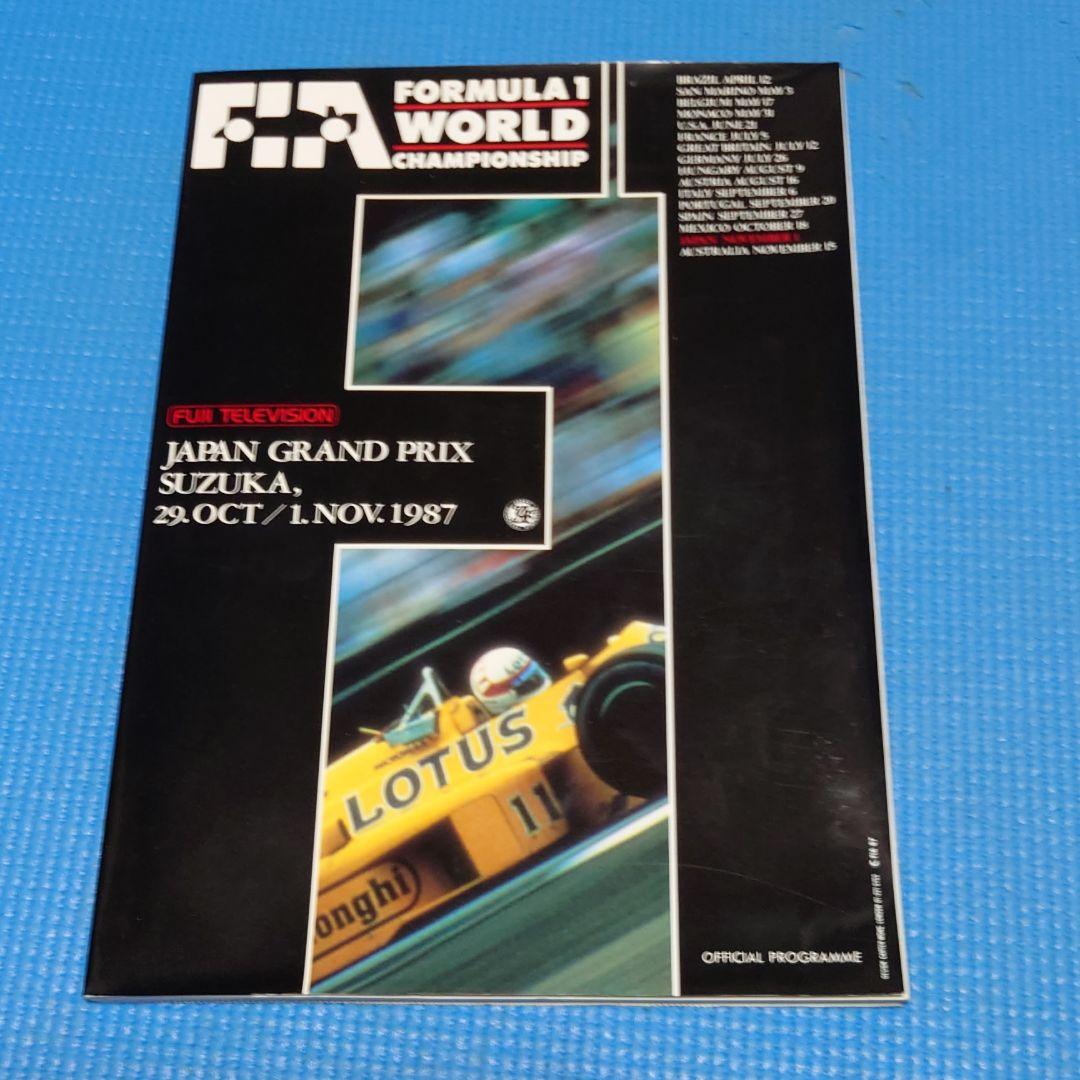 FIA
FORMULA 1
WORLD
CHAMPIONSHIP
BRAZIL APRIL 12
SAN MARINO MAY 3
BELGIUM MAY 17
MONACO MAY 31
U.S.A. JUNE 21
FRANCE JULY 5
GREAT BRITAIN, JULY 12
GERMANY JULY 26
HUNGARY AUGUST 9
AUSTRIA, AUGUST 16
ITALY SEPTEMBER 6
PORTUGAL, SEPTEMBER 20
SPAIN SEPTEMBER 27
MEXICO OCTOBER 18
JAPAN, NOVEMBER 1
AUSTRALIA, NOVEMBER 15
FUJI TELEVISION
JAPAN GRAND PRIX
SUZUKA,
29. OCT / 1. NOV. 1987
LOTUS
LOTUS
11
onghi
OFFICIAL PROGRAMME